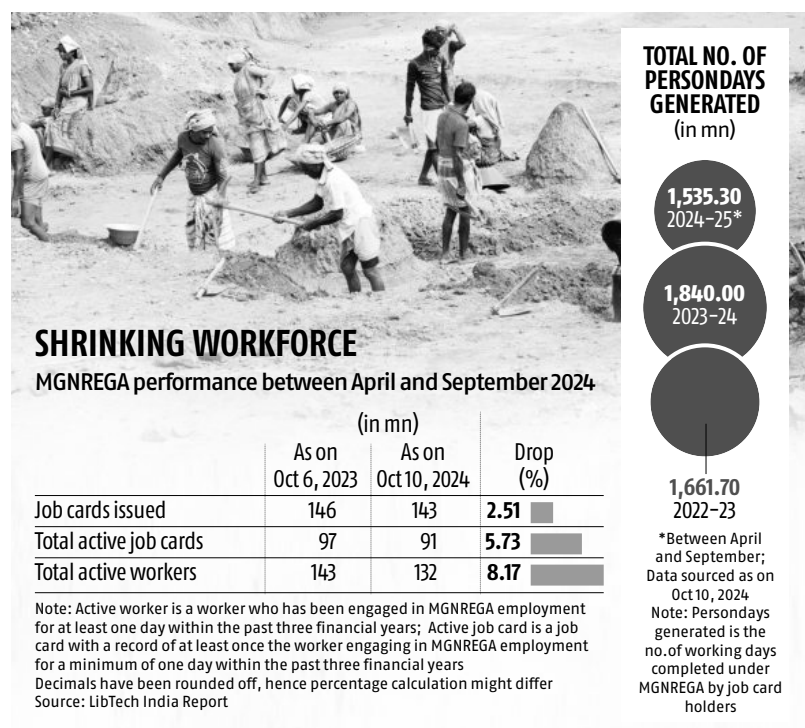 TOTAL NO. OF
PERSONDAYS
GENERATED
(in mn)
1,535.30
2024–25*
1,840.00
2023–24
1,661.70
2022–23
*Between April
and September;
Data sourced as on
Oct 10, 2024
Note: Persondays
generated is the
no.of working days
completed under
MGNREGA by job card
holders
SHRINKING WORKFORCE
MGNREGA performance between April and September 2024
(in mn)
As on As on Drop
Oct 6, 2023 Oct 10, 2024 (%)
Job cards issued 146 143 2.51
Total active job cards 97 91 5.73
Total active workers 143 132 8.17
Note: Active worker is a worker who has been engaged in MGNREGA employment
for at least one day within the past three financial years; Active job card is a job
card with a record of at least once the worker engaging in MGNREGA employment
for a minimum of one day within the past three financial years
Decimals have been rounded off, hence percentage calculation might differ
Source: LibTech India Report